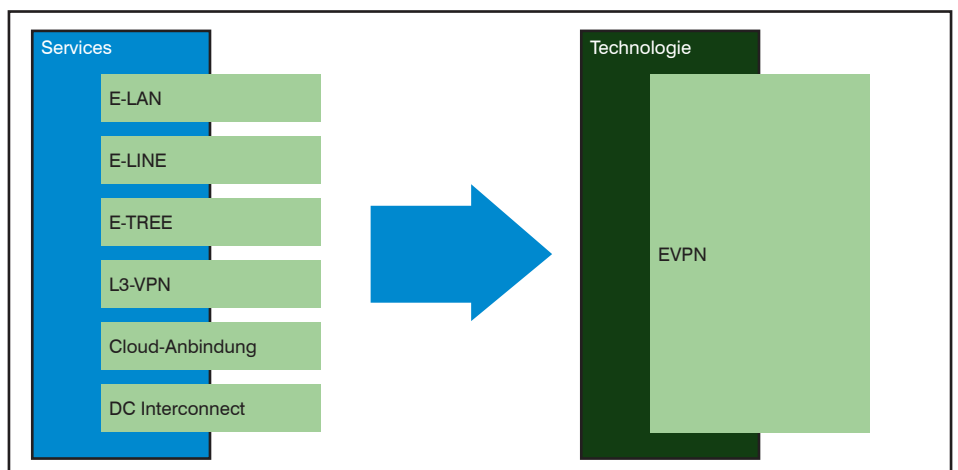 Services
E-LAN
E-LINE
E-TREE
L3-VPN
Cloud-Anbindung
DC Interconnect
Technologie
EVPN